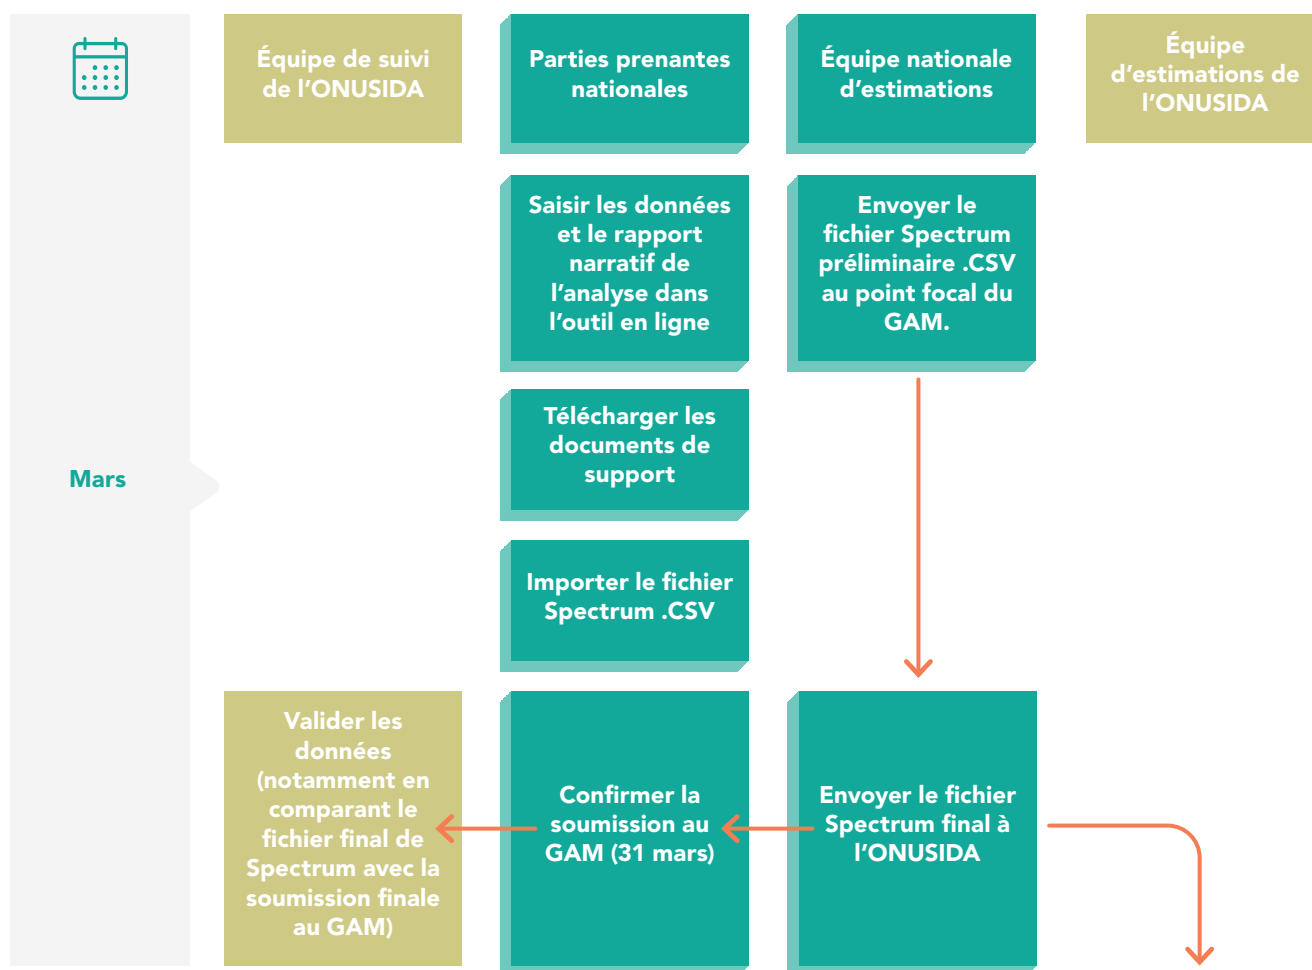 Équipe de suivi
de l’ONUSIDA
Parties prenantes
nationales
Équipe nationale
d’estimations
Équipe
d’estimations de
l’ONUSIDA
Mars
Saisir les données
et le rapport
narratif de
l’analyse dans
l’outil en ligne
Envoyer le
fichier Spectrum
préliminaire .CSV
au point focal du
GAM.
Télécharger les
documents de
support
Importer le fichier
Spectrum .CSV
Valider les
données
(notamment en
comparant le
fichier final de
Spectrum avec la
soumission finale
au GAM)
Confirmer la
soumission au
GAM (31 mars)
Envoyer le fichier
Spectrum final à
l’ONUSIDA